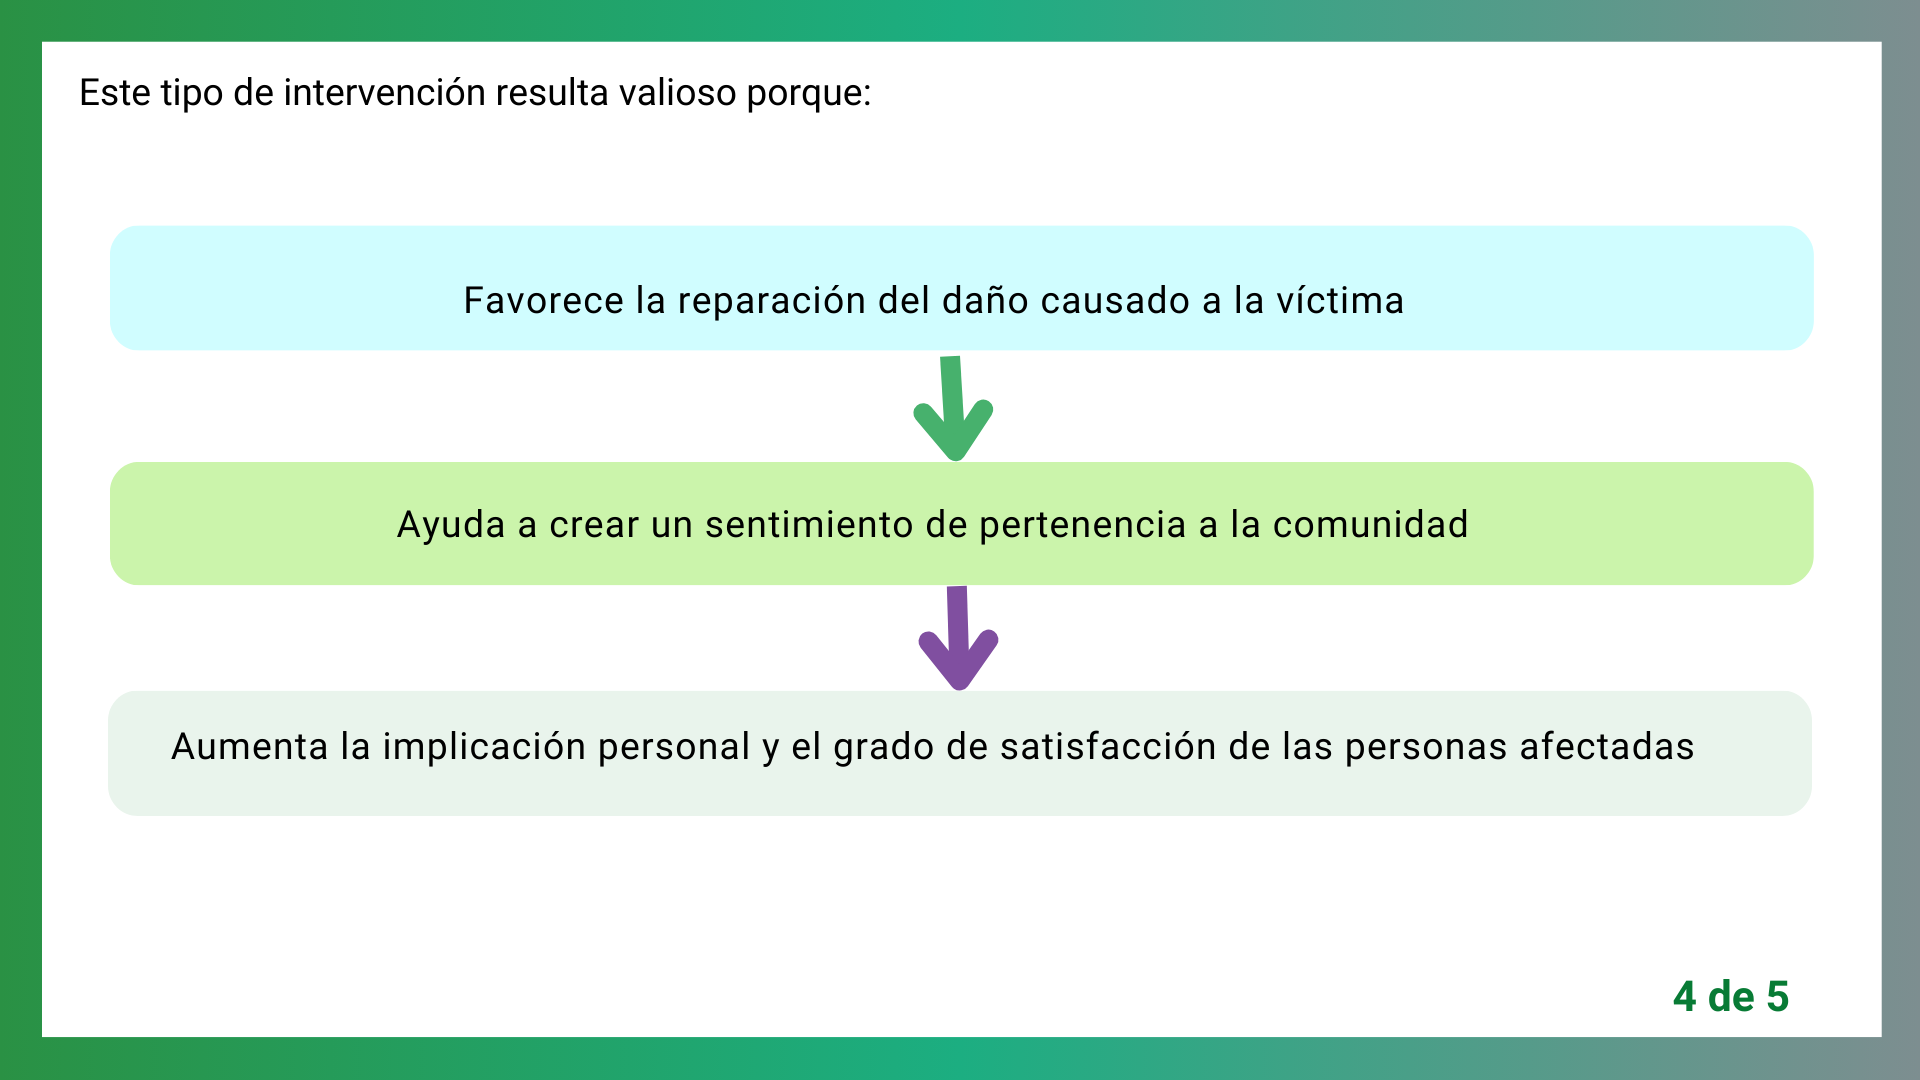 Este tipo de intervención resulta valioso porque:
Favorece la reparación del daño causado a la víctima
Ayuda a crear un sentimiento de pertenencia a la comunidad
Aumenta la implicación personal y el grado de satisfacción de las personas afectadas
4 de 5